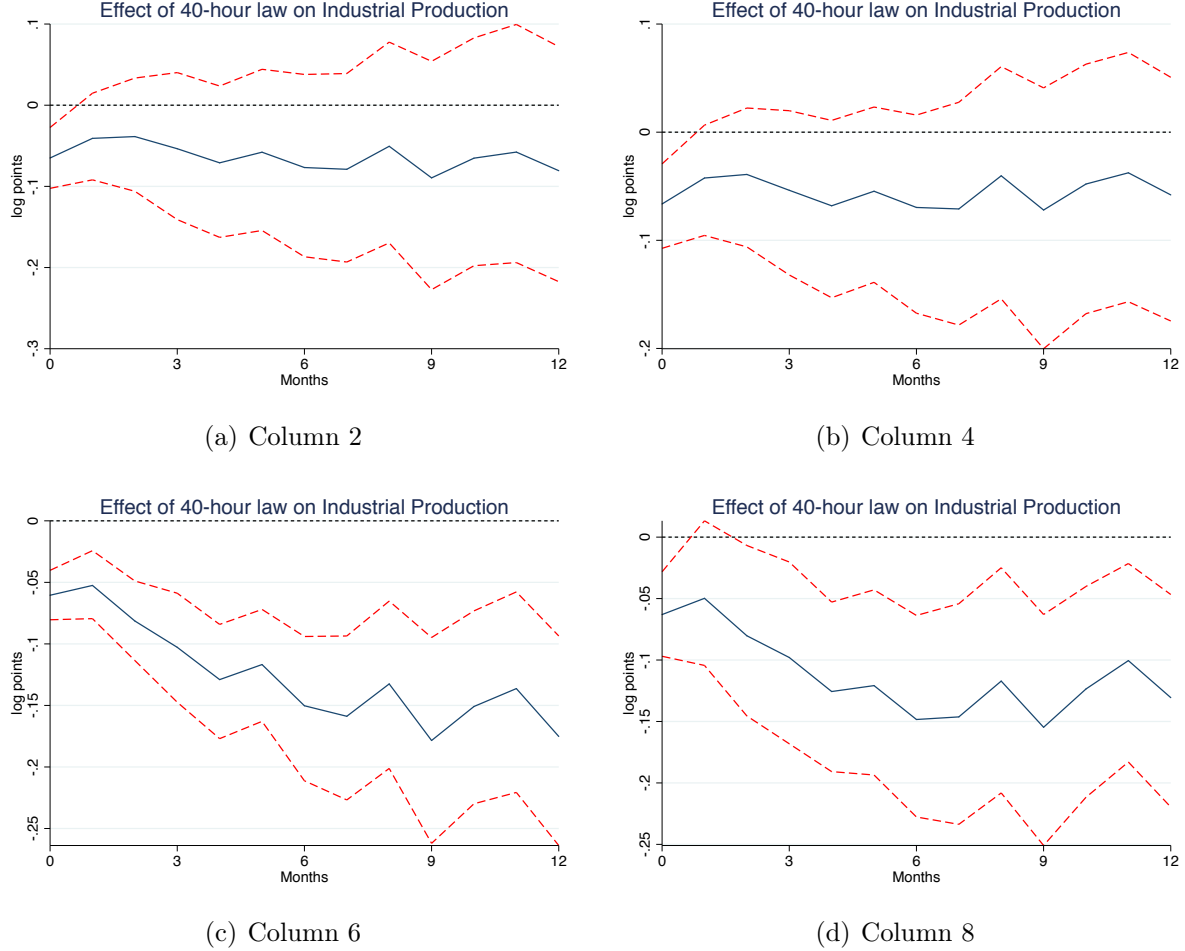 Effect of 40-hour law on Industrial Production
.1
0
-.1
-.2
-.3
log points
0 3 6 9 12
Months
(a) Column 2
Effect of 40-hour law on Industrial Production
.1
0
-.1
-.2
log points
0 3 6 9 12
Months
(b) Column 4
Effect of 40-hour law on Industrial Production
0
-.05
-.1
-.15
-.2
-.25
log points
0 3 6 9 12
Months
(c) Column 6
Effect of 40-hour law on Industrial Production
0
-.05
-.1
-.15
-.2
-.25
log points
0 3 6 9 12
Months
(d) Column 8